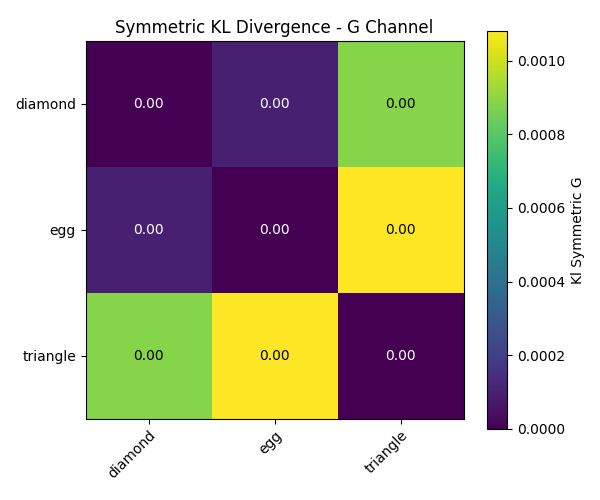 Symmetric KL Divergence - G Channel
diamond 0.00 0.00 0.00
egg 0.00 0.00 0.00
triangle 0.00 0.00 0.00
diamond egg triangle
0.0010
0.0008
0.0006
0.0004
0.0002
0.0000
Kl Symmetric G